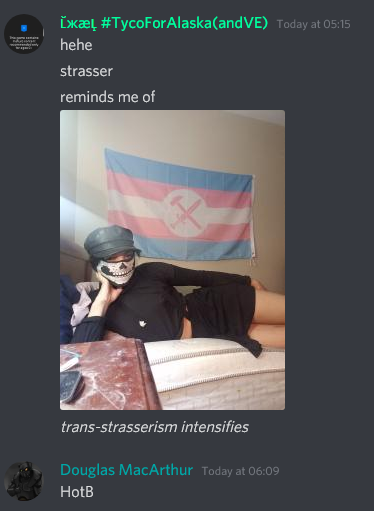 Ľӝæļ #TycoForAlaska(andVE) Today at 05:15
hehe
strasser
reminds me of
trans-strasserism intensifies
Douglas MacArthur Today at 06:09
HotB